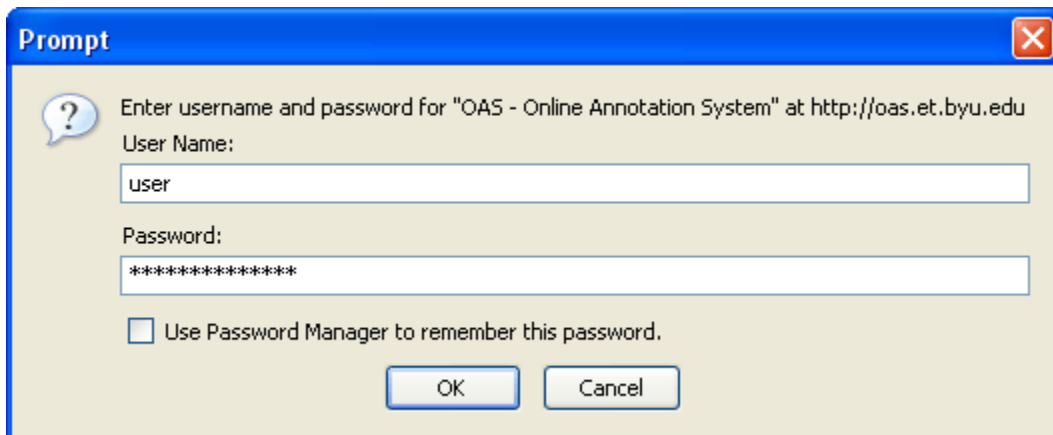 Prompt
Enter username and password for "OAS - Online Annotation System" at http://oas.et.byu.edu
User Name:
user
Password:
**************
Use Password Manager to remember this password.
OK
Cancel